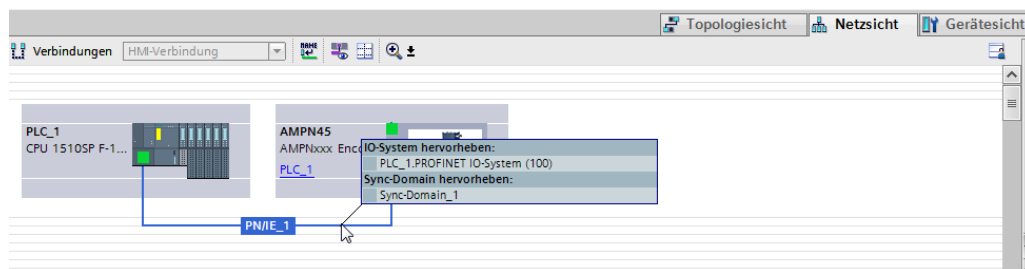 Topologiesicht Netzsicht Gerätesicht
Verbindungen HMI-Verbindung NAME
PLC_1
CPU 1510SP F-1...
AMPN45
AMPNxxx Enco
PLC_1
IO-System hervorheben:
PLC_1.PROFINET IO-System (100)
Sync-Domain hervorheben:
Sync-Domain_1
PN/IE_1